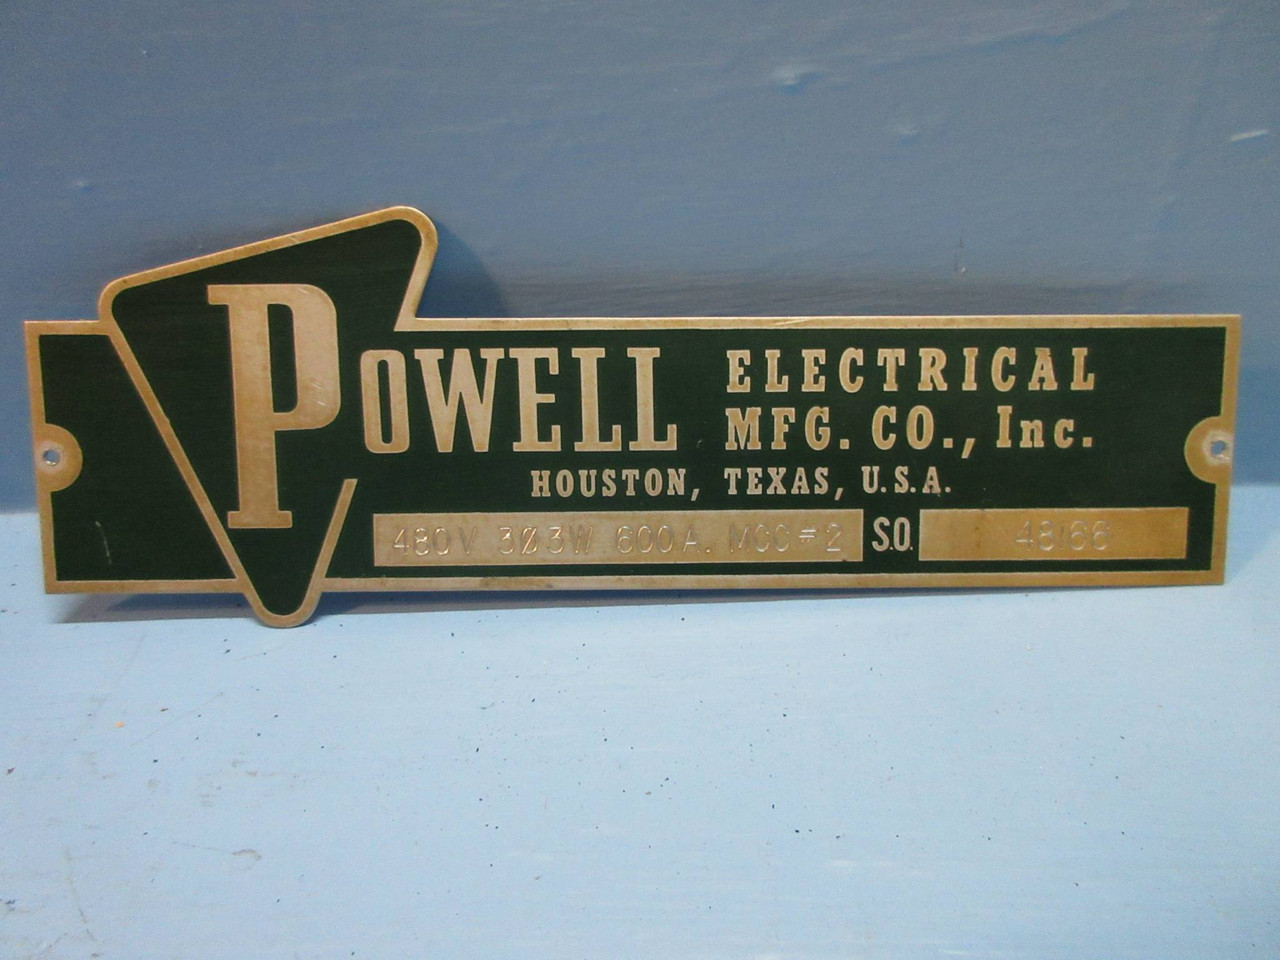 POWELL ELECTRICAL
MFG. CO., Inc.
HOUSTON, TEXAS, U.S.A.
480V 3Ø3W 600A. MCC#2 S.O. 48166